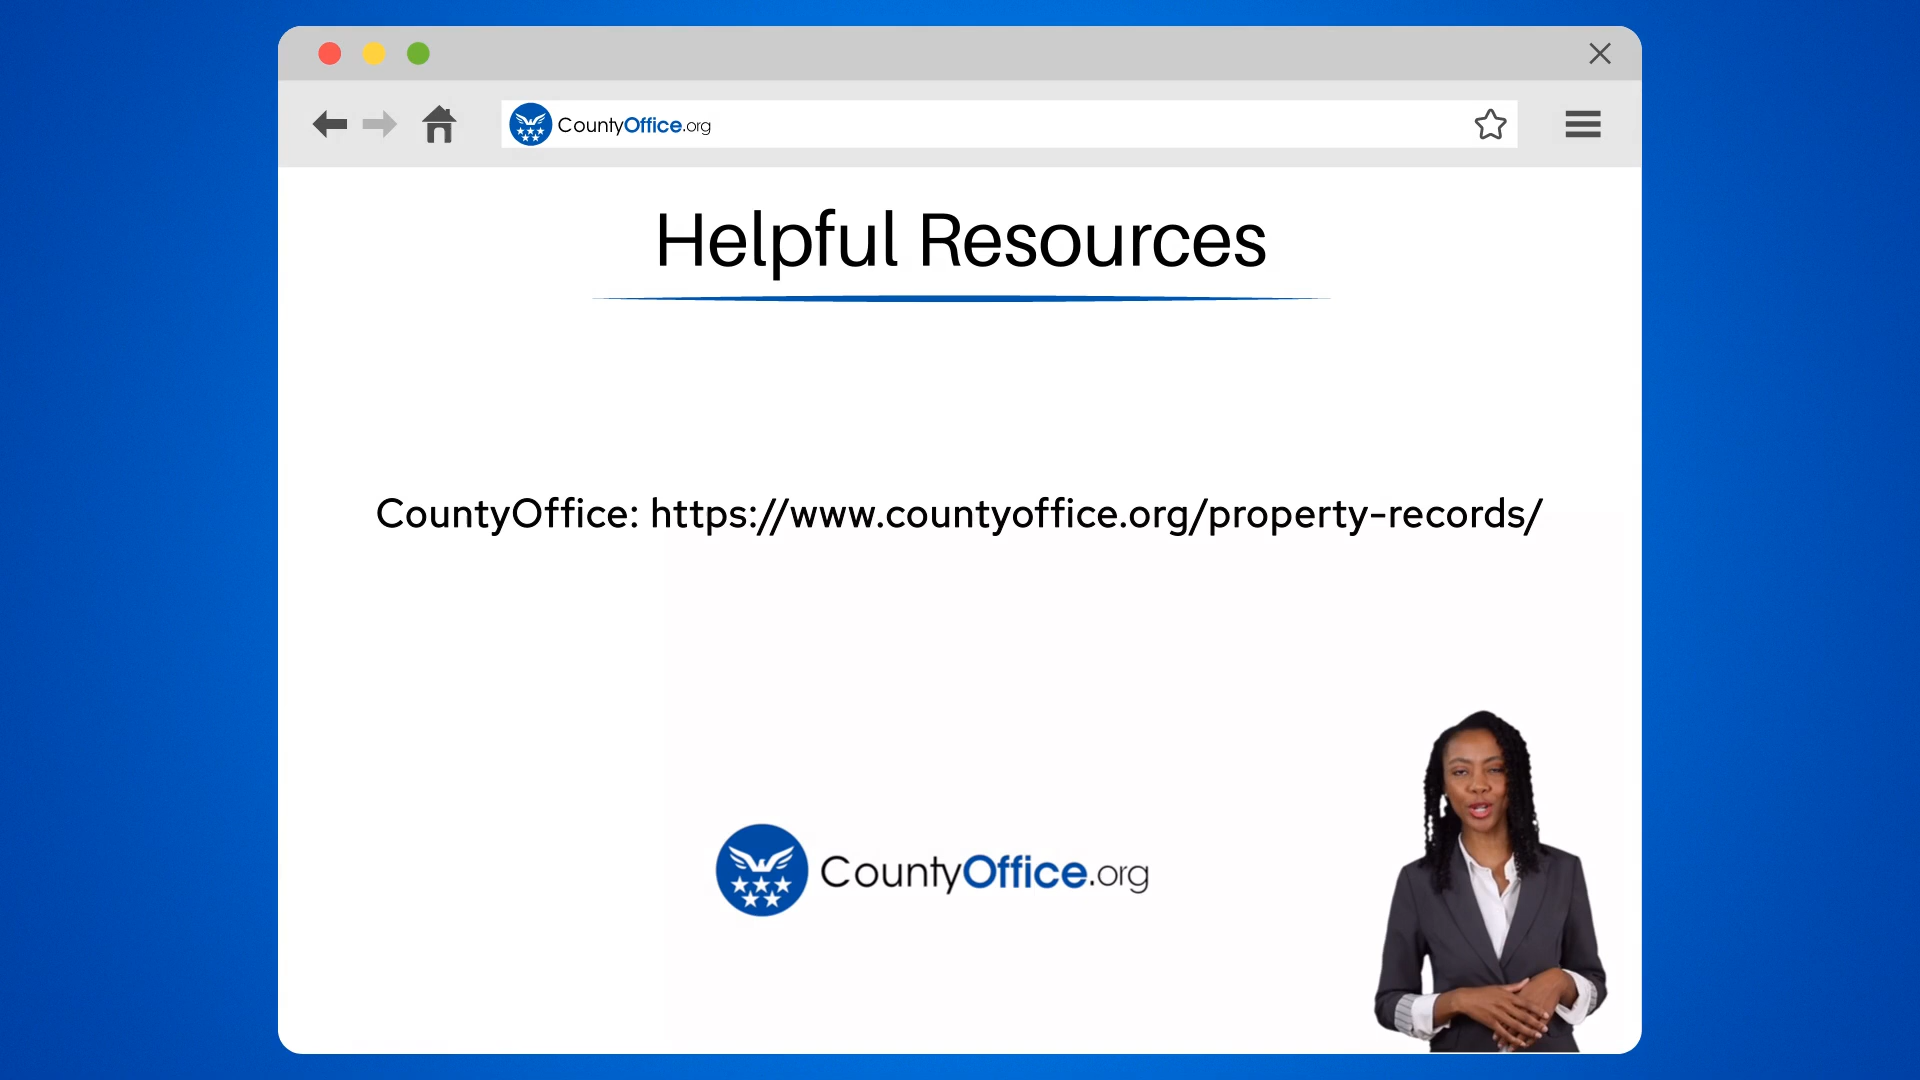 CountyOffice.org
Helpful Resources
CountyOffice: https://www.countyoffice.org/property-records/
CountyOffice.org